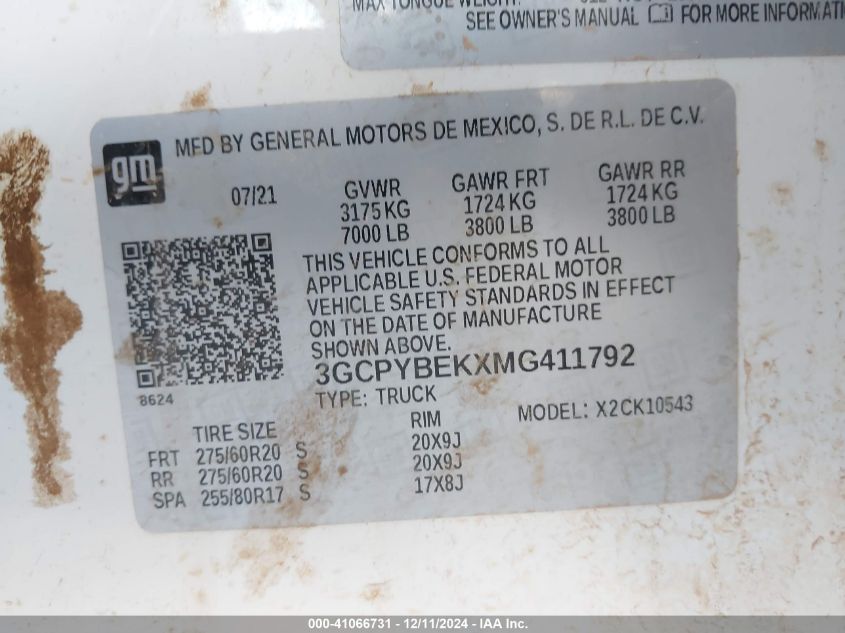 MAX TONGUE WEIGHT:
SEE OWNER'S MANUAL FOR MORE INFORMATI
gm
MFD BY GENERAL MOTORS DE MEXICO, S. DE R.L. DE C.V.
07/21 GVWR GAWR FRT GAWR RR
3175 KG 1724 KG 1724 KG
7000 LB 3800 LB 3800 LB
THIS VEHICLE CONFORMS TO ALL
APPLICABLE U.S. FEDERAL MOTOR
VEHICLE SAFETY STANDARDS IN EFFECT
ON THE DATE OF MANUFACTURE
SHOWN ABOVE.
3GCPYBEKXMG411792
8624
TYPE: TRUCK MODEL: X2CK10543
TIRE SIZE RIM
FRT 275/60R20 S 20X9J
RR 275/60R20 S 20X9J
SPA 255/80R17 S 17X8J
000-41066731 - 12/11/2024 - IAA Inc.